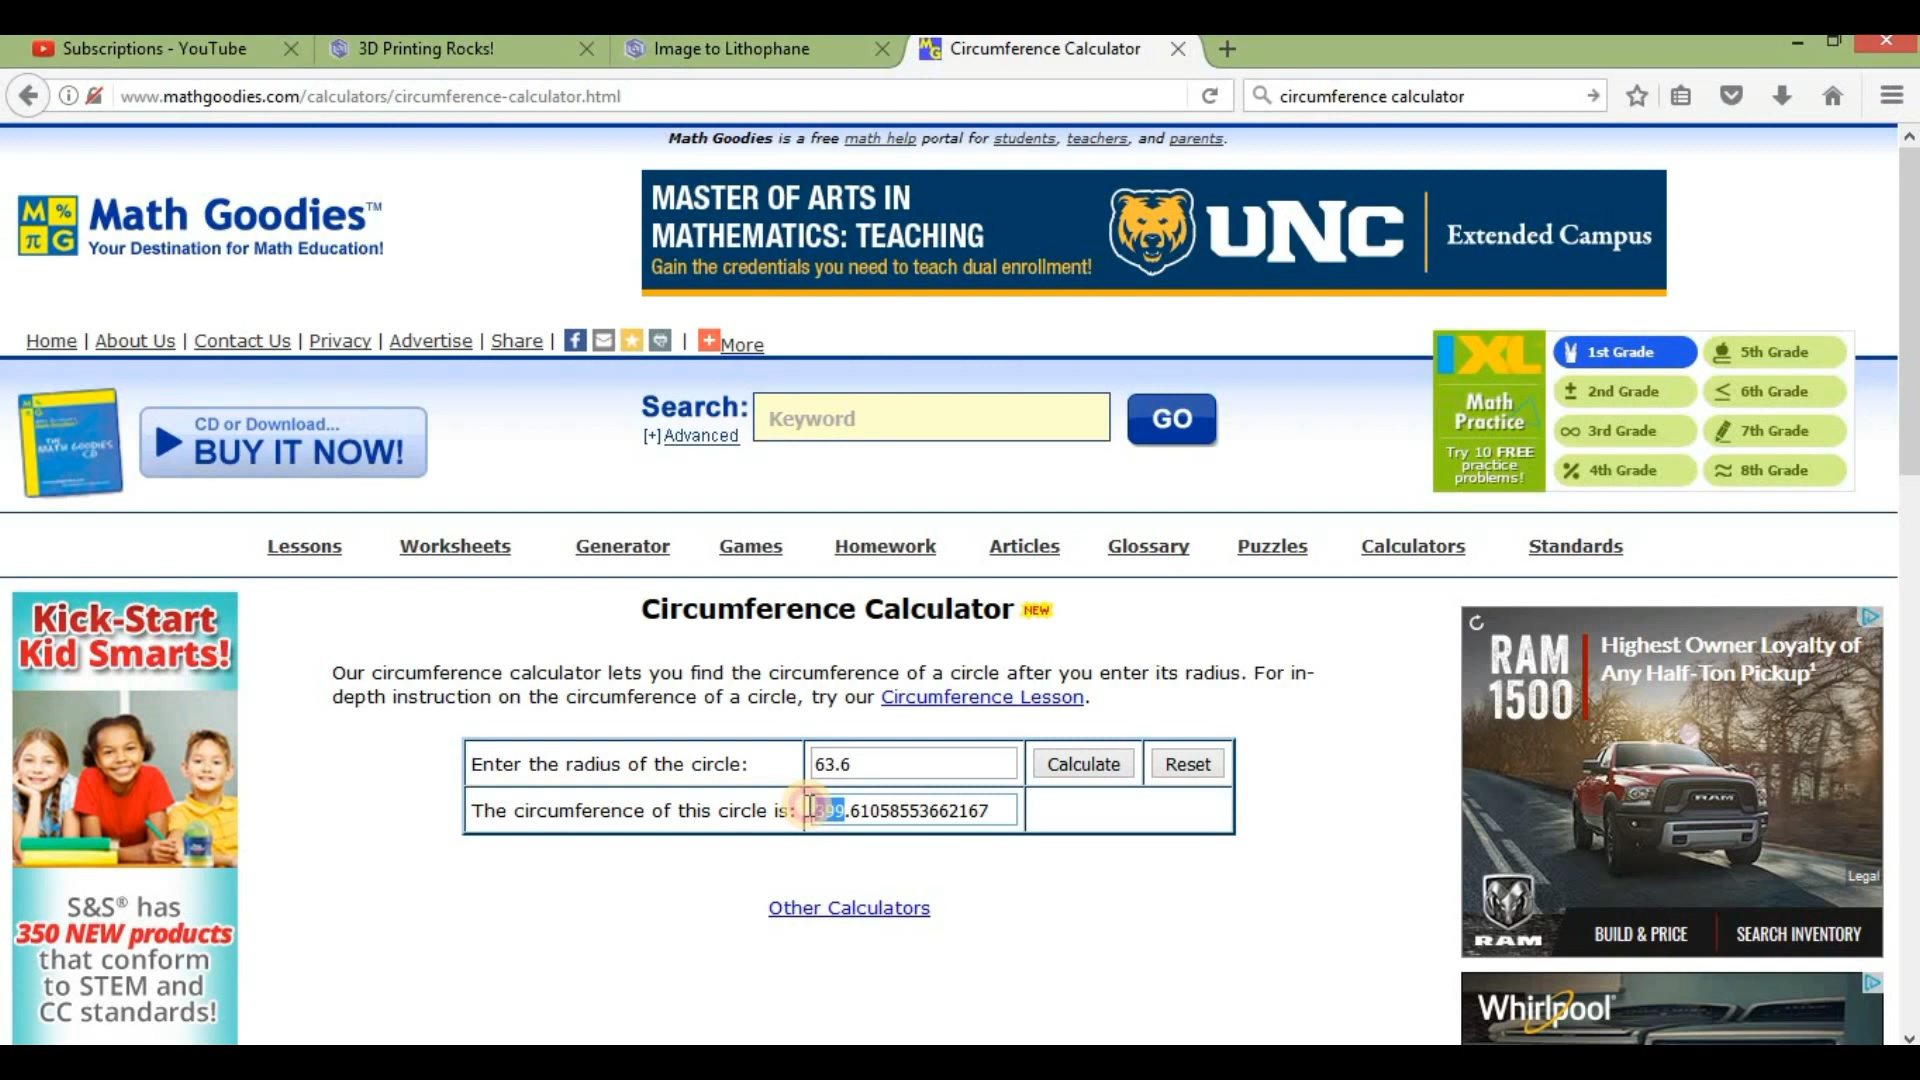 Subscriptions - YouTube
3D Printing Rocks!
Image to Lithophane
Circumference Calculator
www.mathgoodies.com/calculators/circumference-calculator.html
circumference calculator
Math Goodies is a free math help portal for students, teachers, and parents.
M % π G
Math Goodies™
Your Destination for Math Education!
MASTER OF ARTS IN
MATHEMATICS: TEACHING
Gain the credentials you need to teach dual enrollment!
UNC
Extended Campus
Home | About Us | Contact Us | Privacy | Advertise | Share | | More
IXL
Math
Practice
Try 10 FREE
practice
problems!
1st Grade
5th Grade
2nd Grade
6th Grade
3rd Grade
7th Grade
4th Grade
8th Grade
THE
MATH GOODIES
CD
CD or Download...
BUY IT NOW!
Search:
Keyword
GO
[+] Advanced
Lessons
Worksheets
Generator
Games
Homework
Articles
Glossary
Puzzles
Calculators
Standards
Kick-Start
Kid Smarts!
S&S® has
350 NEW products
that conform
to STEM and
CC standards!
Circumference Calculator NEW
Our circumference calculator lets you find the circumference of a circle after you enter its radius. For in-
depth instruction on the circumference of a circle, try our Circumference Lesson.
Enter the radius of the circle: 63.6 Calculate Reset
The circumference of this circle is: 399.61058553662167
Other Calculators
RAM
1500
Highest Owner Loyalty of
Any Half-Ton Pickup¹
Legal
RAM
BUILD & PRICE
SEARCH INVENTORY
Whirlpool